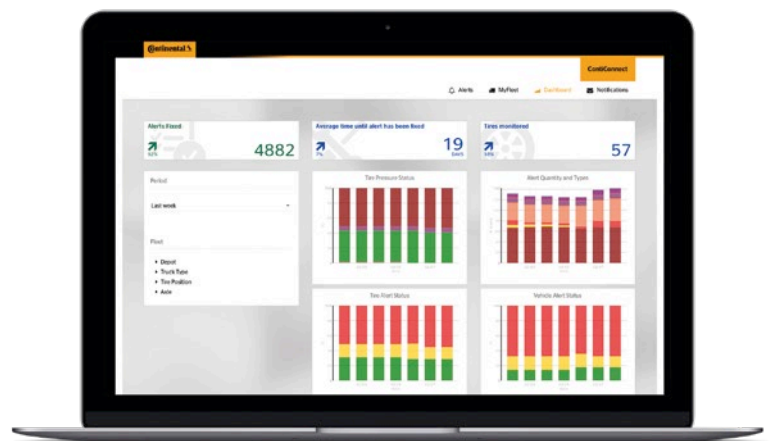 Continental
ContiConnect
Alerts
MyFleet
Dashboard
Notifications
Alerts Fixed
4882
Average time until alert has been fixed
19
DAYS
Tires monitored
57
Period
Last week
Fleet
Depot
Truck Type
Tire Position
Axle
Tire Pressure Status
Alert Quantity and Types
Tire Alert Status
Vehicle Alert Status